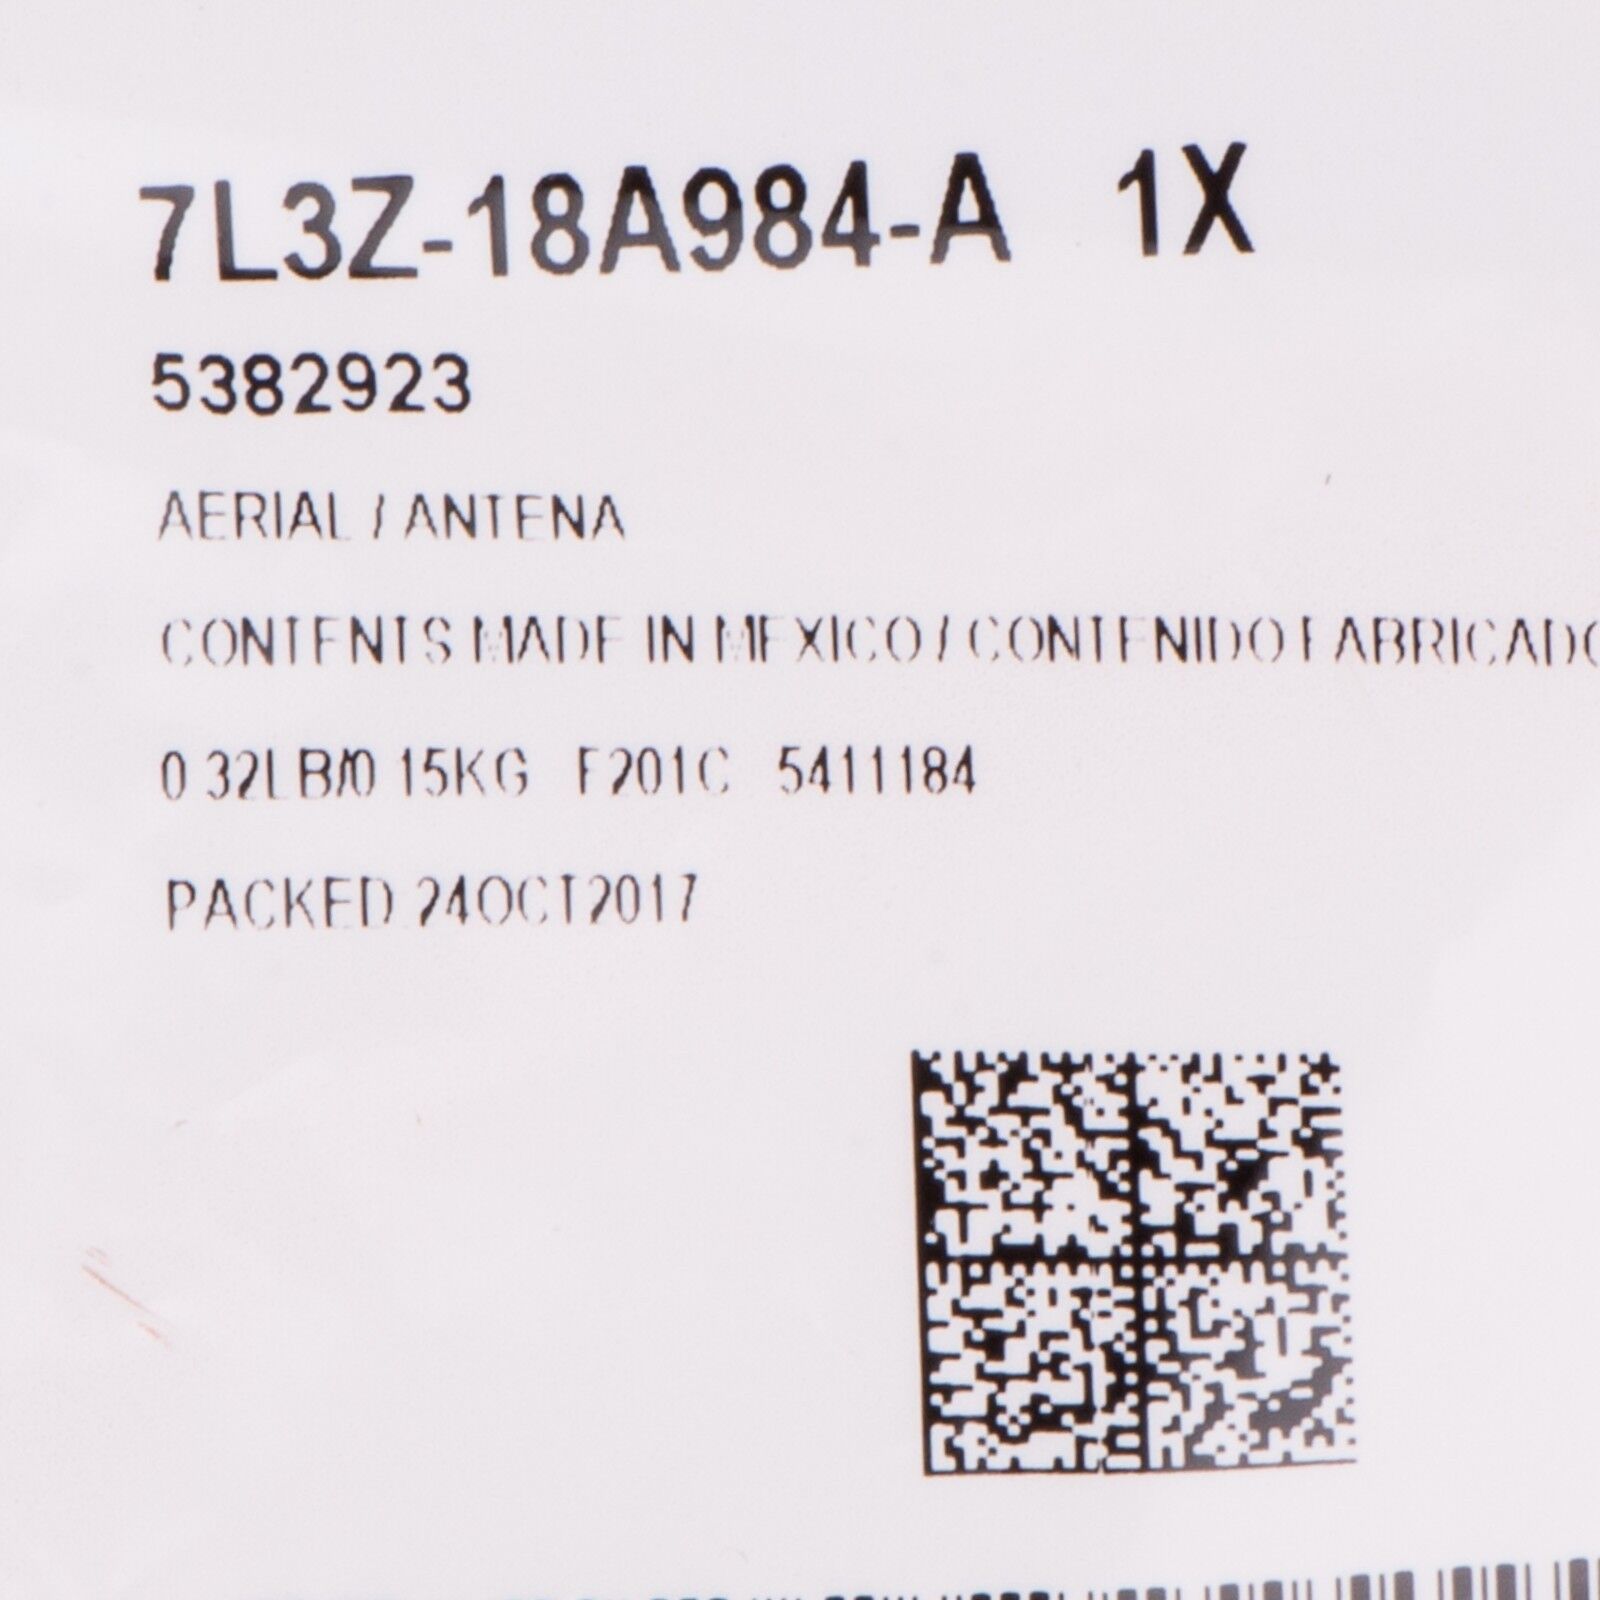 7L3Z-18A984-A 1X
5382923
AERIAL / ANTENA
CONTENTS MADE IN MEXICO / CONTENIDO FABRICADO
0.32LB/0.15KG F201C 5411184
PACKED 24OCT2017